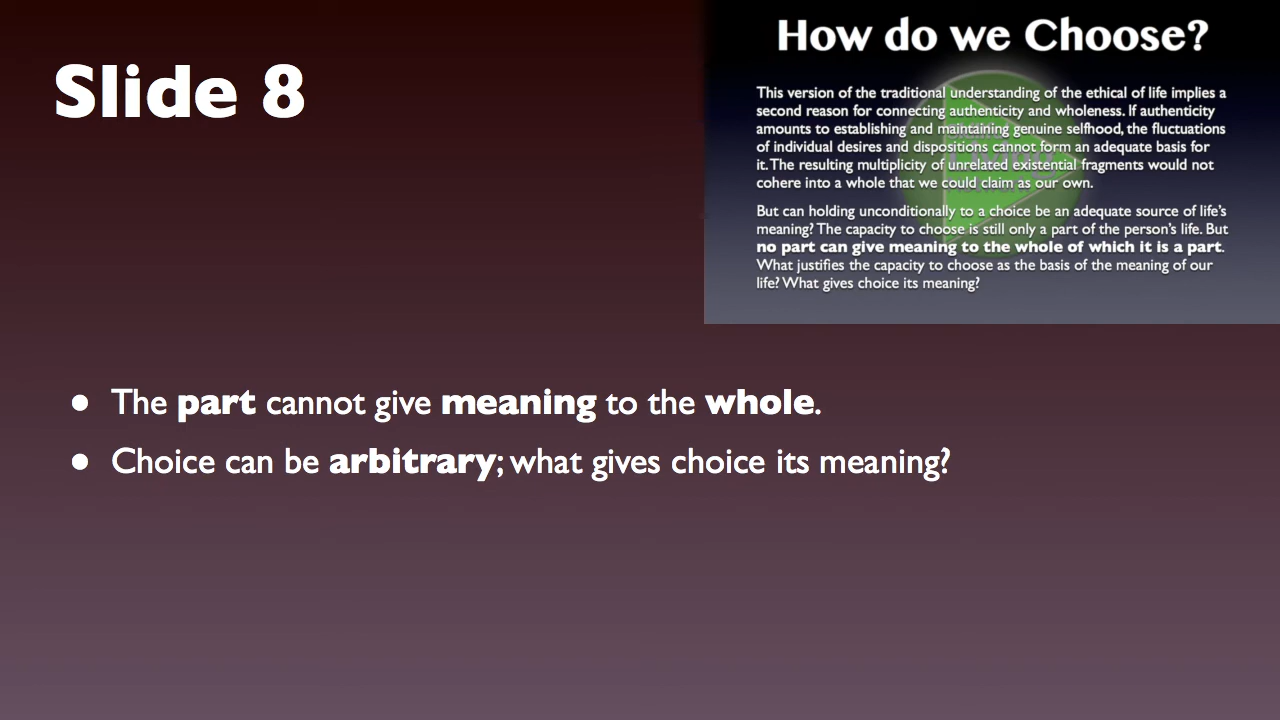 Slide 8
How do we Choose?
This version of the traditional understanding of the ethical of life implies a
second reason for connecting authenticity and wholeness. If authenticity
amounts to establishing and maintaining genuine selfhood, the fluctuations
of individual desires and dispositions cannot form an adequate basis for
it. The resulting multiplicity of unrelated existential fragments would not
cohere into a whole that we could claim as our own.
But can holding unconditionally to a choice be an adequate source of life's
meaning? The capacity to choose is still only a part of the person's life. But
no part can give meaning to the whole of which it is a part.
What justifies the capacity to choose as the basis of the meaning of our
life? What gives choice its meaning?
• The part cannot give meaning to the whole.
• Choice can be arbitrary; what gives choice its meaning?